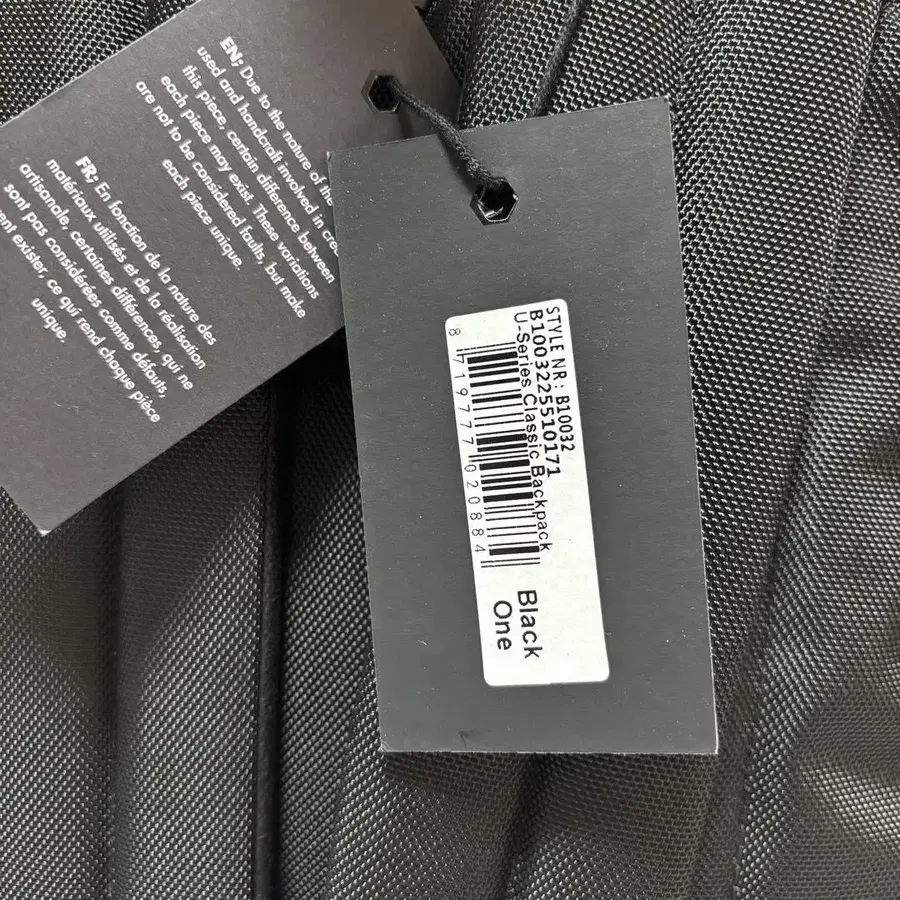 EN: Due to the nature of the
used and handcraft involved in
this piece, certain difference between
each piece may exist. These variations
are not to be considered faults, but make
each piece unique.
FR: En fonction de la nature des
matériaux utilisés et de la réalisation
artisanale, certaines différences, qui ne
sont pas considérées comme défauts,
exister, ce qui rend chaque pièce
unique.
STYLE NR: B10032
B1003225510171
U-Series Classic Backpack
8 719777 020884
Black
One